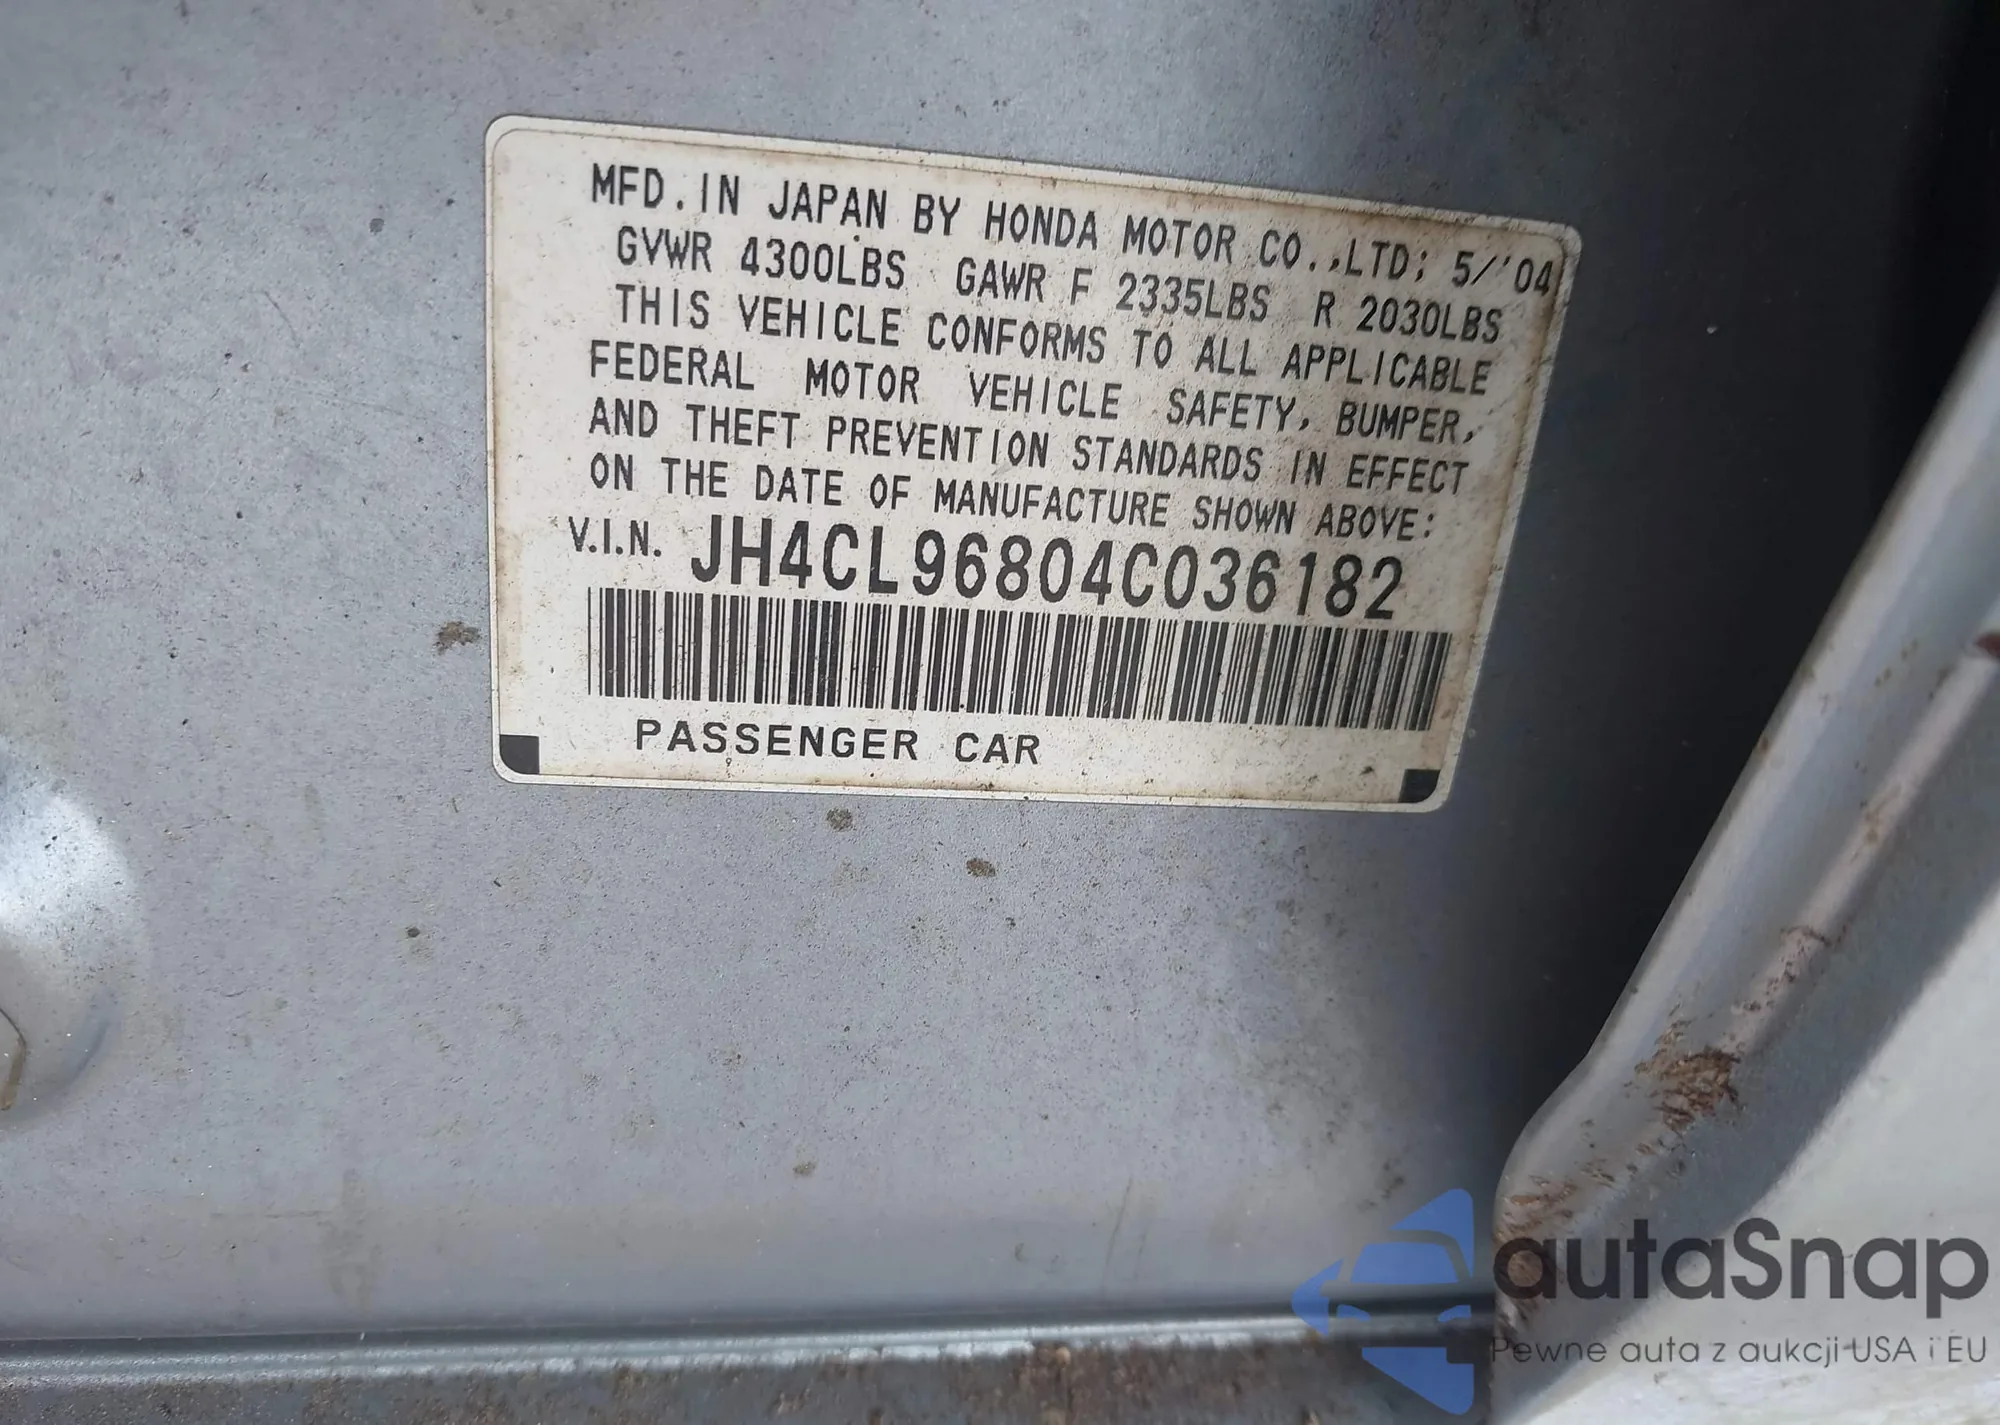 MFD. IN JAPAN BY HONDA MOTOR CO.,LTD; 5/'04
GVWR 4300LBS GAWR F 2335LBS R 2030LBS
THIS VEHICLE CONFORMS TO ALL APPLICABLE
FEDERAL MOTOR VEHICLE SAFETY, BUMPER,
AND THEFT PREVENTION STANDARDS IN EFFECT
ON THE DATE OF MANUFACTURE SHOWN ABOVE:
V.I.N. JH4CL96804C036182
PASSENGER CAR
autaSnap
Pewne auta z aukcji USA i EU